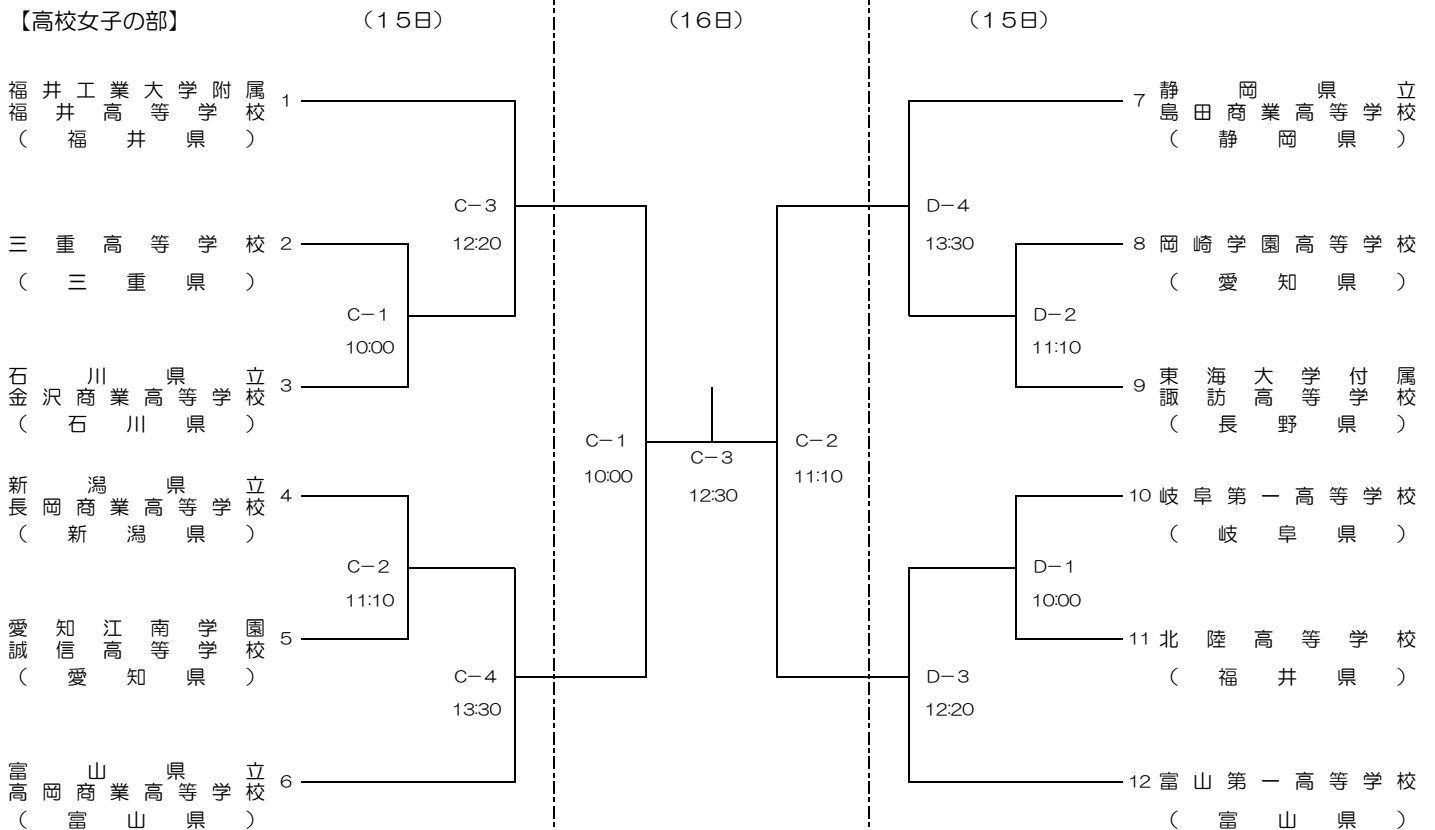 【高校女子の部】 （１５日） （１６日） （１５日）
福井工業大学附属
福井高等学校
（福井県）
1
三重高等学校
（三重県）
2
石川県立
金沢商業高等学校
（石川県）
3
新潟県立
長岡商業高等学校
（新潟県）
4
愛知江南学園
誠信高等学校
（愛知県）
5
富山県立
高岡商業高等学校
（富山県）
6
C－1
10:00
C－2
11:10
C－3
12:20
C－4
13:30
C－1
10:00
C－3
12:30
C－2
11:10
D－4
13:30
D－3
12:20
D－2
11:10
D－1
10:00
7
静岡県立
島田商業高等学校
（静岡県）
8
岡崎学園高等学校
（愛知県）
9
東海大学付属
諏訪高等学校
（長野県）
10
岐阜第一高等学校
（岐阜県）
11
北陸高等学校
（福井県）
12
富山第一高等学校
（富山県）